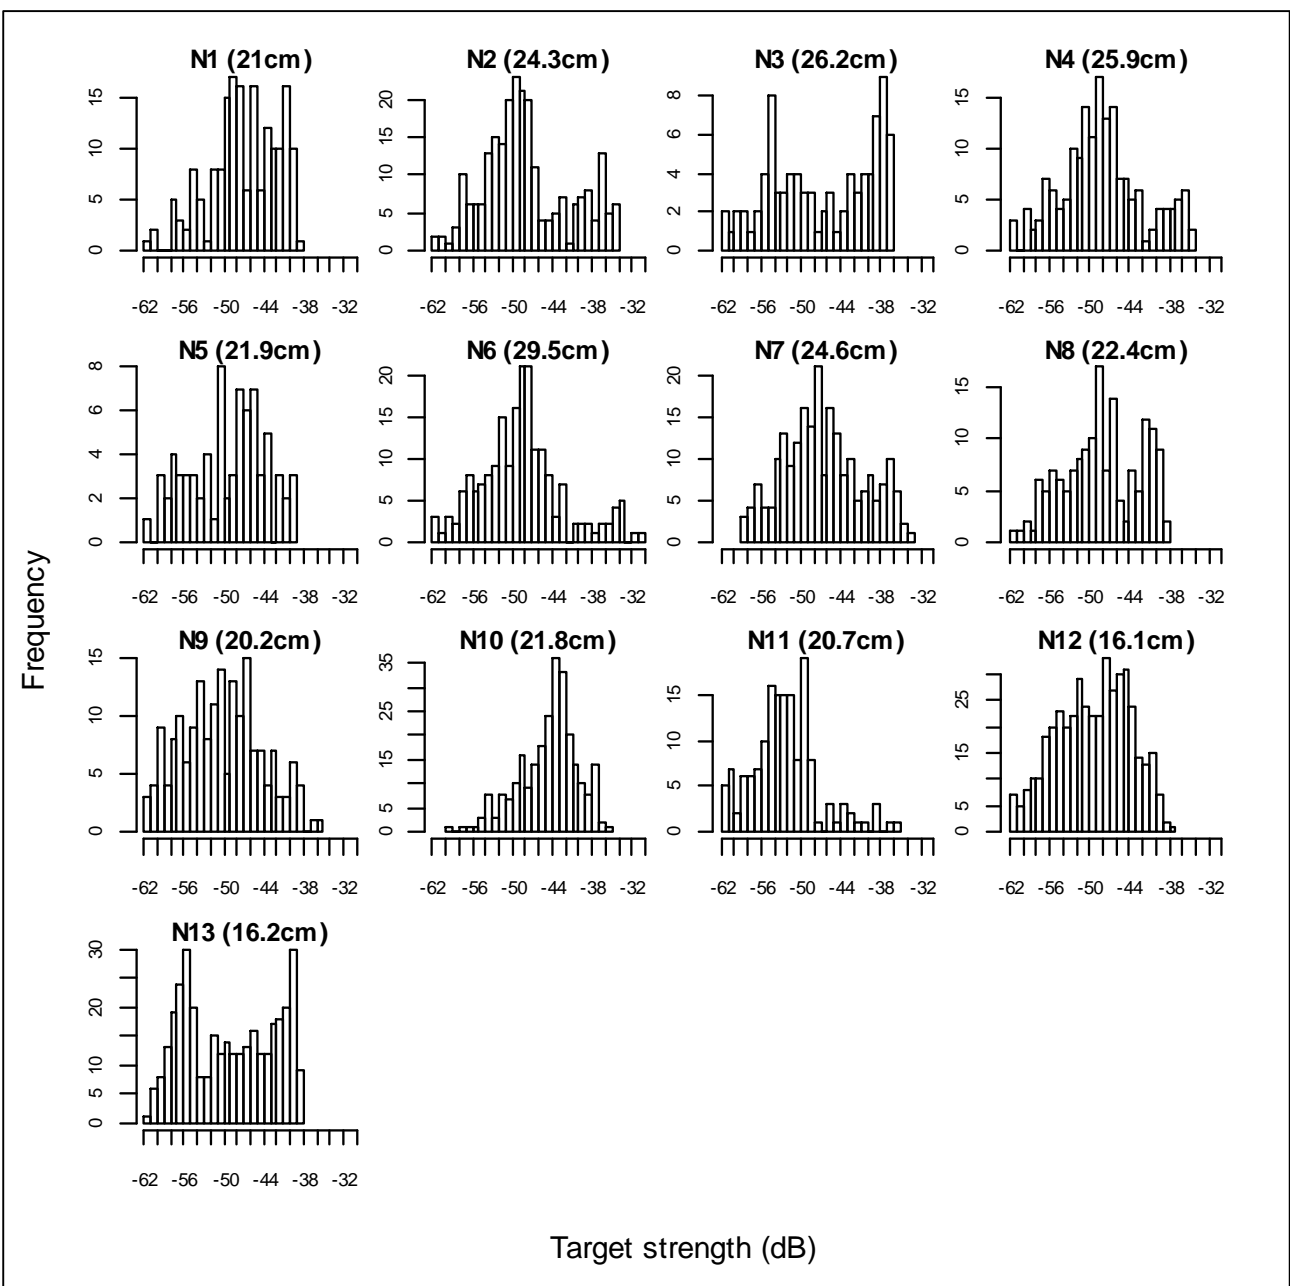 N1 (21cm) N2 (24.3cm) N3 (26.2cm) N4 (25.9cm)
0 5 10 15 0 5 10 15 20 0 2 4 6 8 0 5 10 15
-62 -56 -50 -44 -38 -32 -62 -56 -50 -44 -38 -32 -62 -56 -50 -44 -38 -32 -62 -56 -50 -44 -38 -32
N5 (21.9cm) N6 (29.5cm) N7 (24.6cm) N8 (22.4cm)
0 2 4 6 8 0 5 10 15 20 0 5 10 15 20 0 5 10 15
-62 -56 -50 -44 -38 -32 -62 -56 -50 -44 -38 -32 -62 -56 -50 -44 -38 -32 -62 -56 -50 -44 -38 -32
Frequency
N9 (20.2cm) N10 (21.8cm) N11 (20.7cm) N12 (16.1cm)
0 5 10 15 0 5 15 25 35 0 5 10 15 0 5 15 25
-62 -56 -50 -44 -38 -32 -62 -56 -50 -44 -38 -32 -62 -56 -50 -44 -38 -32 -62 -56 -50 -44 -38 -32
N13 (16.2cm)
0 5 10 20 30
-62 -56 -50 -44 -38 -32
Target strength (dB)